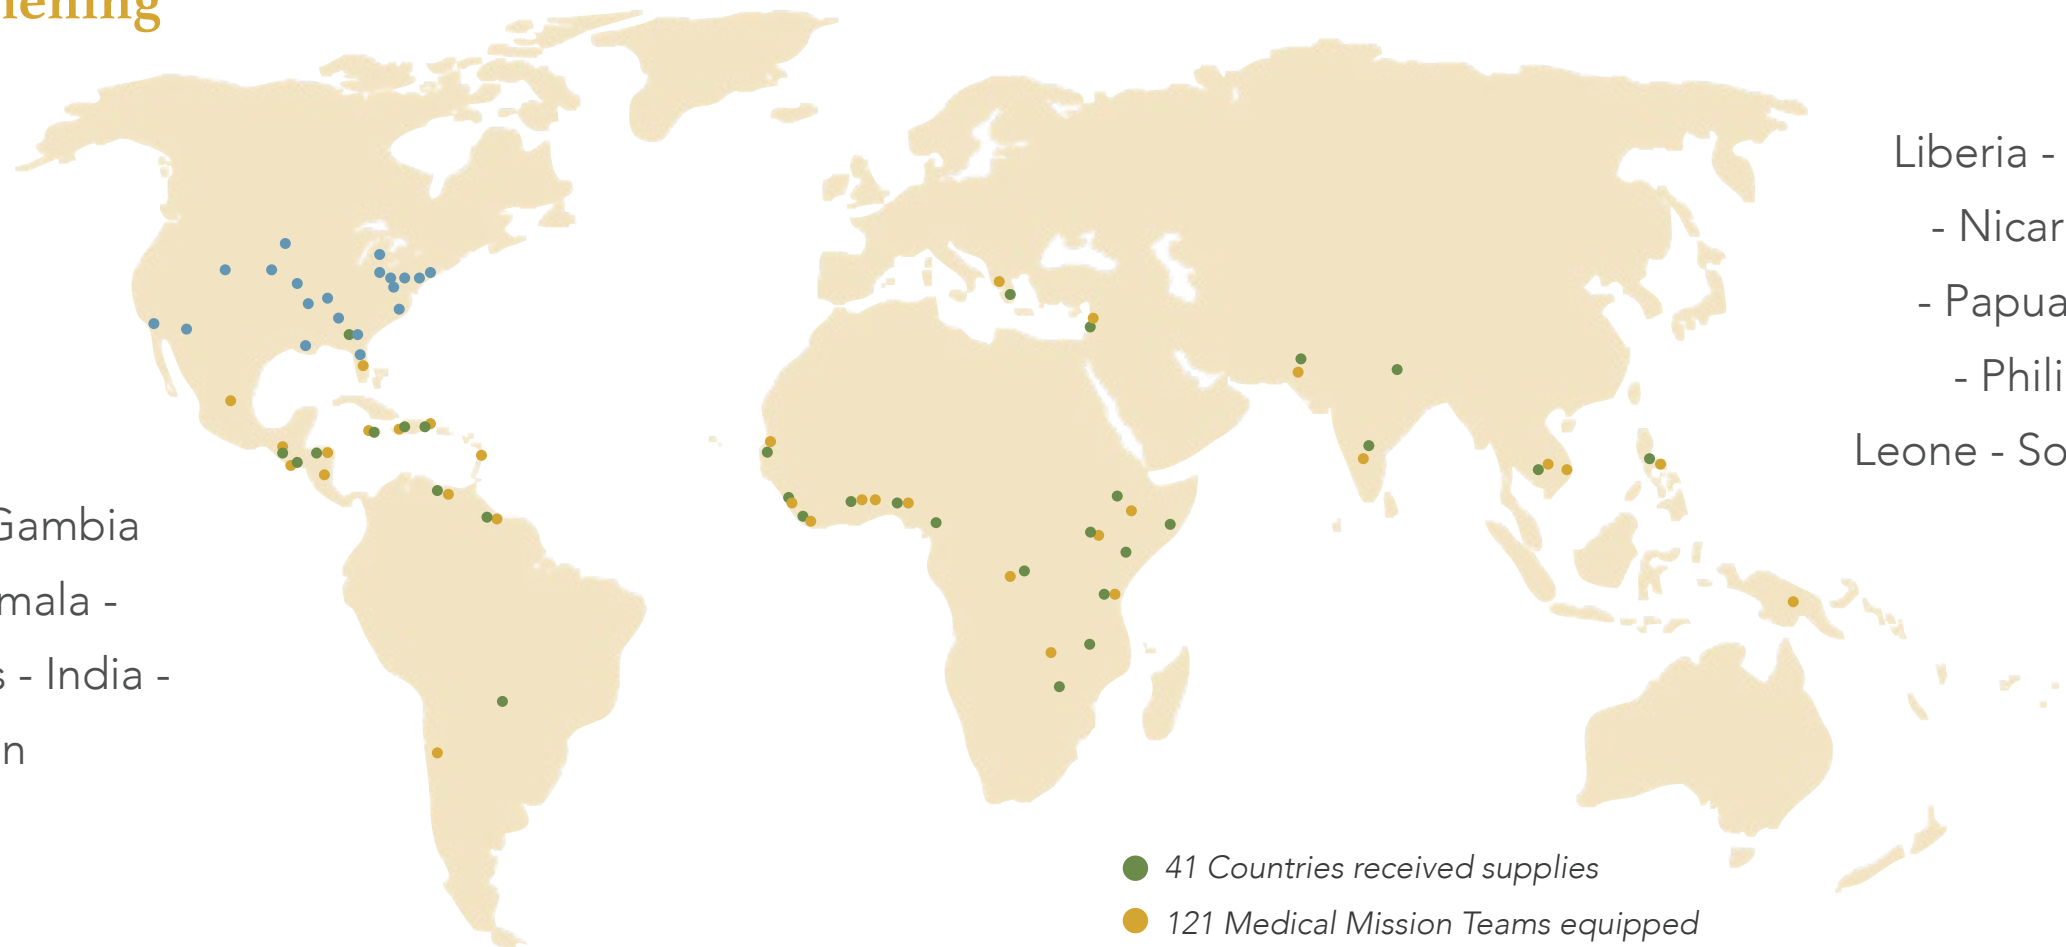 Gambia
mala -
s - India -
n
Liberia -
- Nicar
- Papua
- Phili
Leone - So
41 Countries received supplies
121 Medical Mission Teams equipped